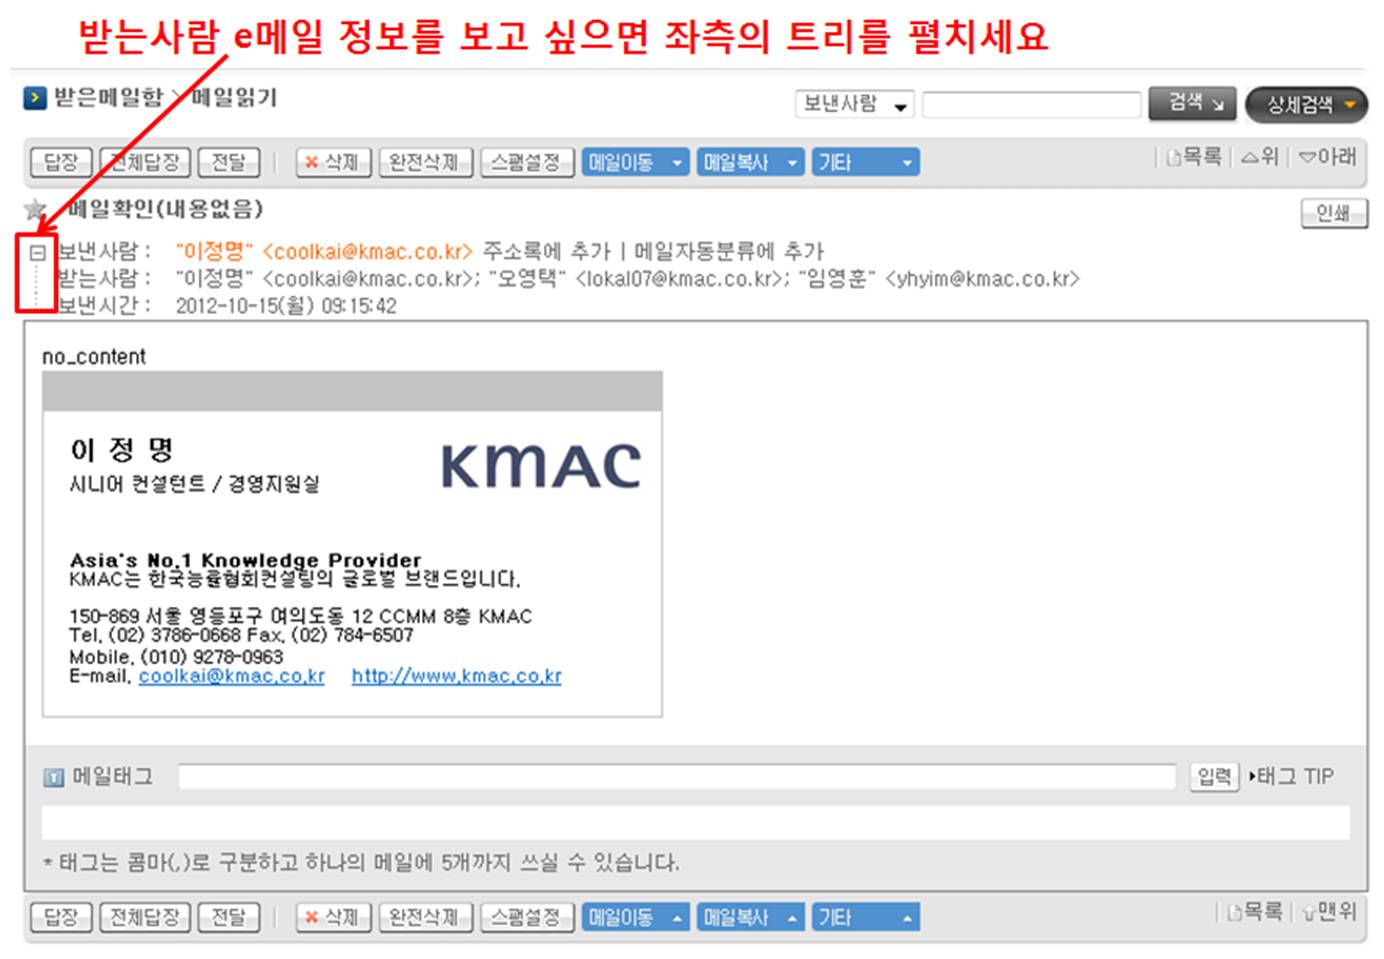 받는사람 e메일 정보를 보고 싶으면 좌측의 트리를 펼치세요
받은메일함 > 메일읽기
보낸사람 검색 상세검색
답장 전체답장 전달 | 삭제 완전삭제 스팸설정 메일이동 메일복사 기타 | 목록 | 위 | 아래
메일확인(내용없음) 인쇄
보낸사람 : "이정명" <coolkai@kmac.co.kr> 주소록에 추가 | 메일자동분류에 추가
받는사람 : "이정명" <coolkai@kmac.co.kr>; "오영택" <lokal07@kmac.co.kr>; "임영훈" <yhyim@kmac.co.kr>
보낸시간 : 2012-10-15(월) 09:15:42
no_content
이 정 명
시니어 컨설턴트 / 경영지원실
KMAC
Asia's No.1 Knowledge Provider
KMAC는 한국능률협회컨설팅의 글로벌 브랜드입니다.
150-869 서울 영등포구 여의도동 12 CCMM 8층 KMAC
Tel. (02) 3786-0668 Fax. (02) 784-6507
Mobile. (010) 9278-0963
E-mail. coolkai@kmac.co.kr http://www.kmac.co.kr
메일태그 입력 태그 TIP
* 태그는 콤마(,)로 구분하고 하나의 메일에 5개까지 쓰실 수 있습니다.
답장 전체답장 전달 | 삭제 완전삭제 스팸설정 메일이동 메일복사 기타 | 목록 | 맨위